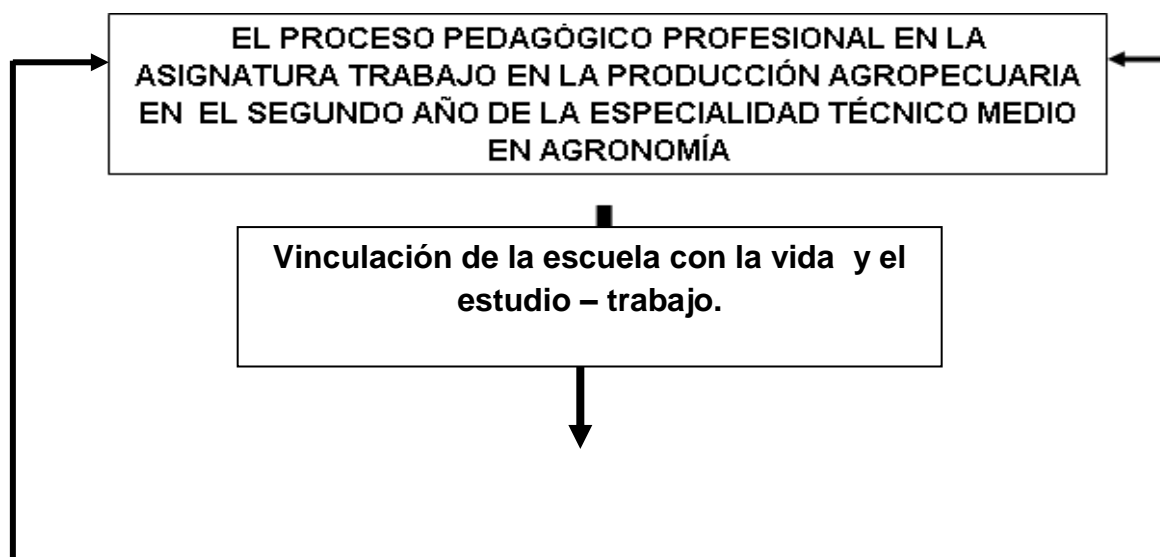 EL PROCESO PEDAGÓGICO PROFESIONAL EN LA
ASIGNATURA TRABAJO EN LA PRODUCCIÓN AGROPECUARIA
EN EL SEGUNDO AÑO DE LA ESPECIALIDAD TÉCNICO MEDIO
EN AGRONOMÍA
Vinculación de la escuela con la vida y el
estudio – trabajo.